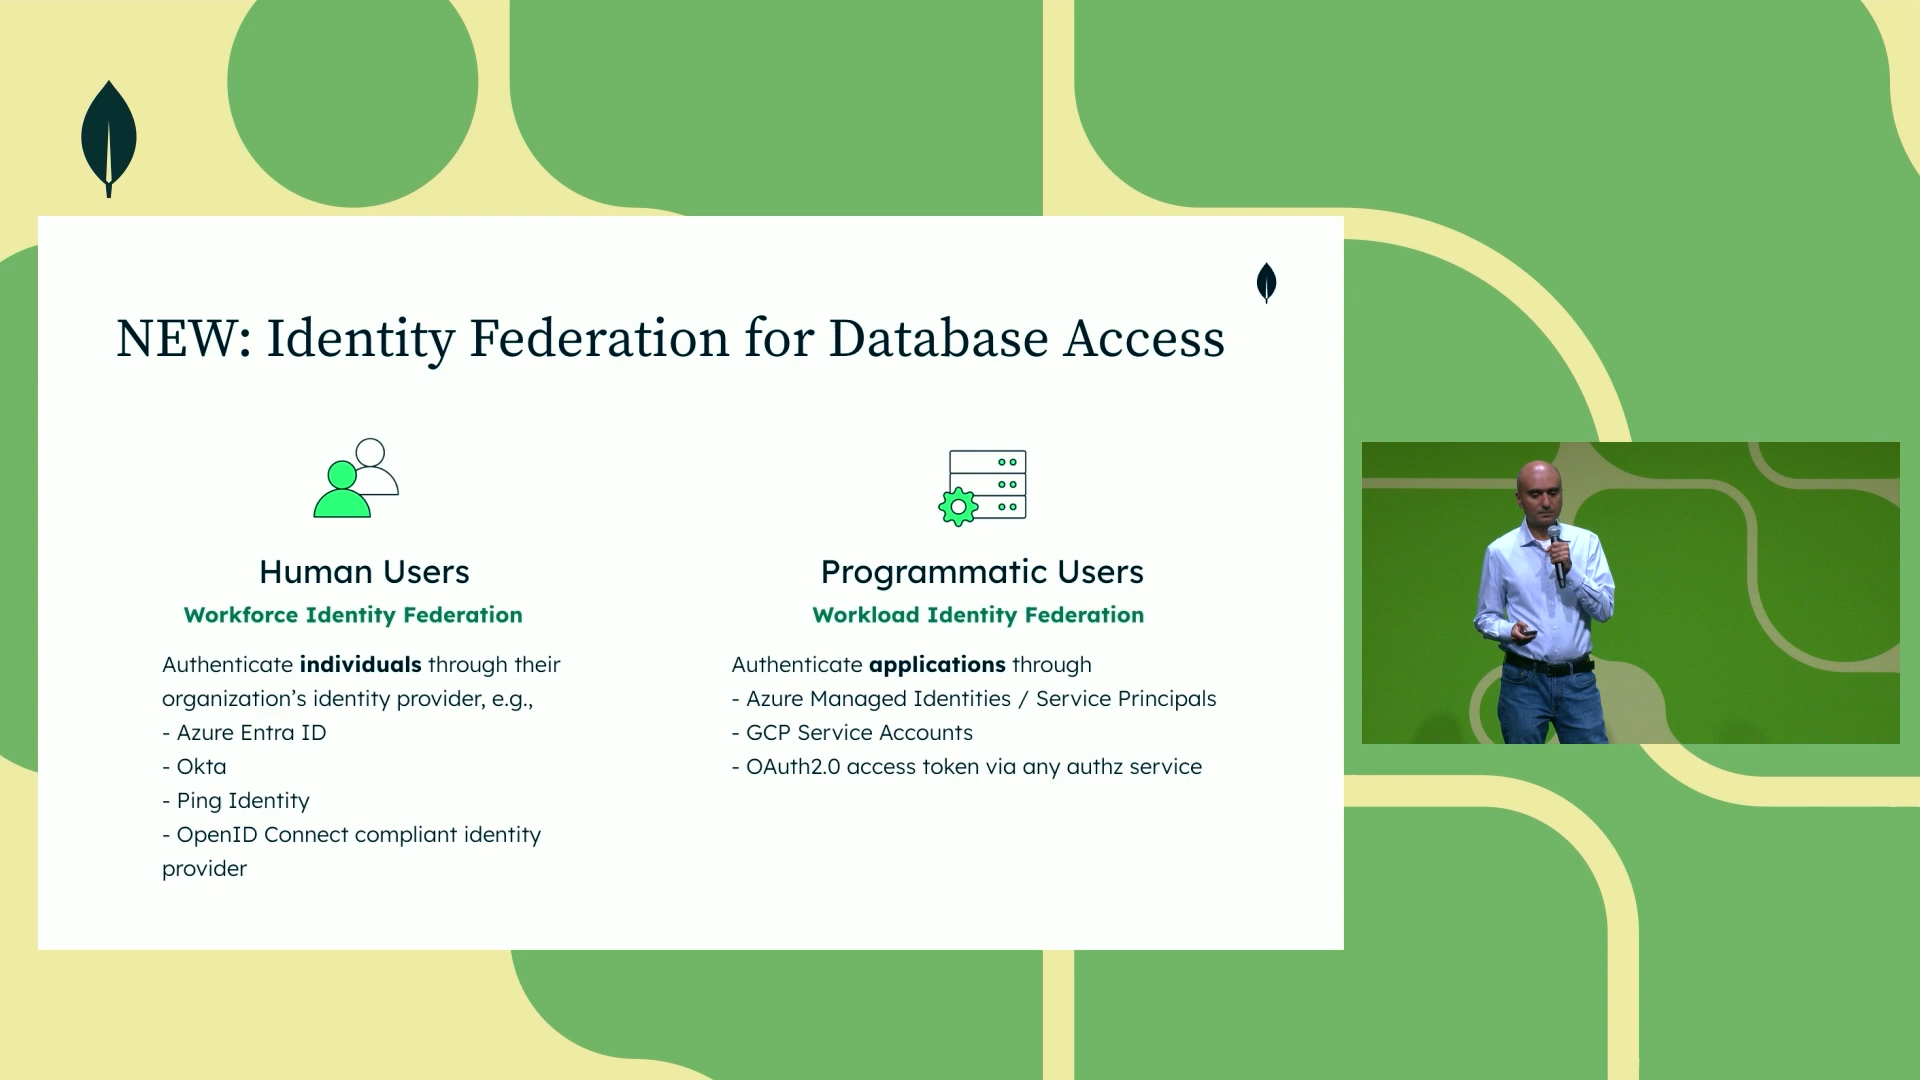 NEW: Identity Federation for Database Access
Human Users
Workforce Identity Federation
Authenticate individuals through their
organization’s identity provider, e.g.,
- Azure Entra ID
- Okta
- Ping Identity
- OpenID Connect compliant identity
provider
Programmatic Users
Workload Identity Federation
Authenticate applications through
- Azure Managed Identities / Service Principals
- GCP Service Accounts
- OAuth2.0 access token via any authz service